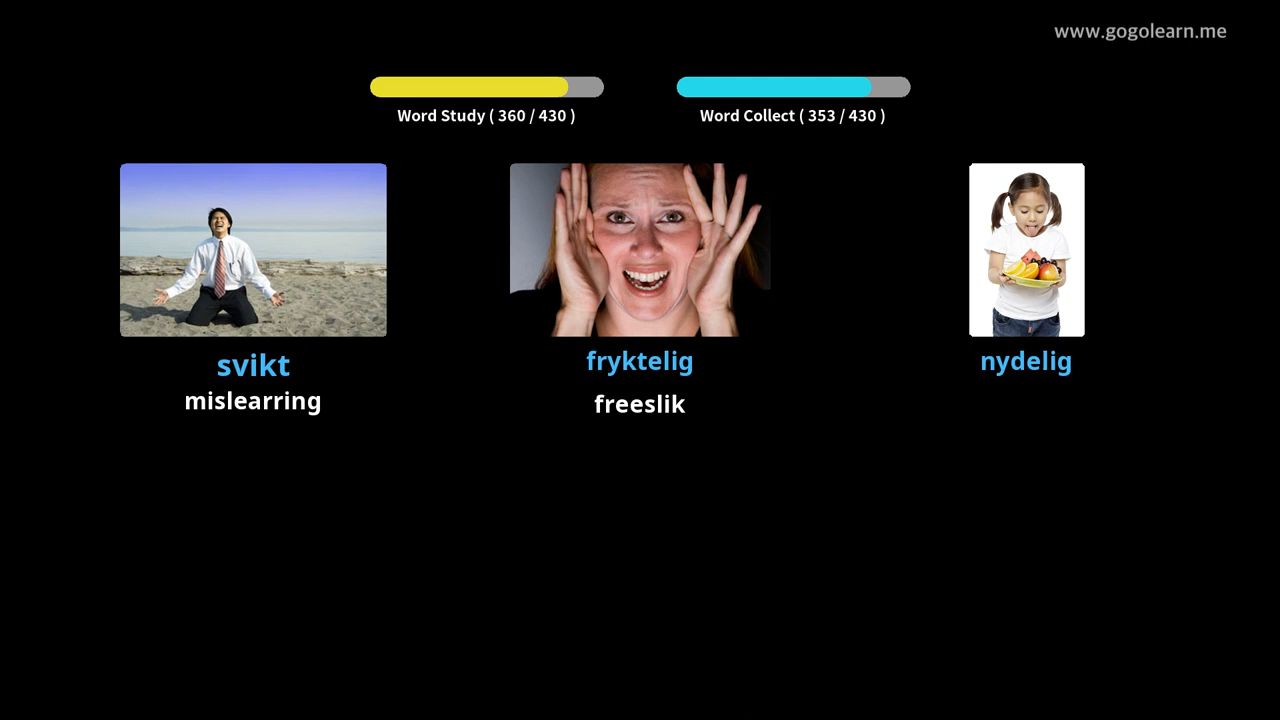 www.gogolearn.me
Word Study ( 360 / 430 )
Word Collect ( 353 / 430 )
svikt
mislearring
fryktelig
freeslik
nydelig